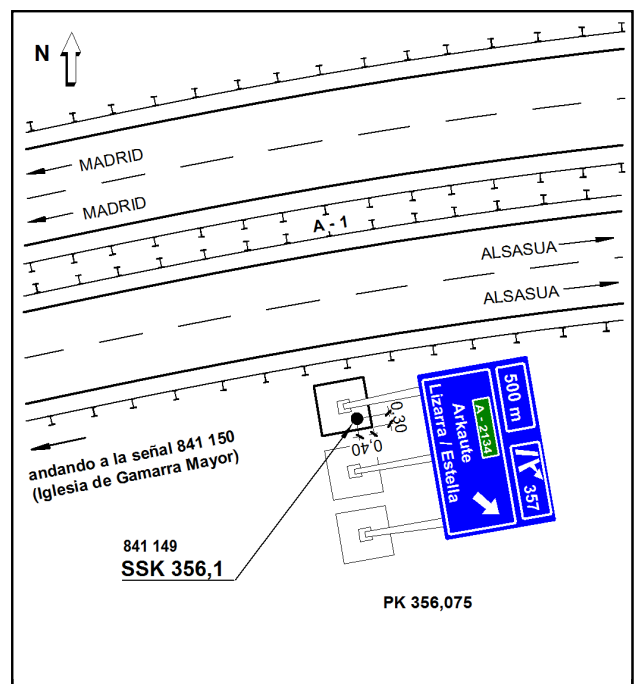 N
MADRID
MADRID
A - 1
ALSASUA
ALSASUA
andando a la señal 841 150
(Iglesia de Gamarra Mayor)
0,30
0,40
500 m
357
A - 2134
Arkaute
Lizarra / Estella
841 149
SSK 356,1
PK 356,075